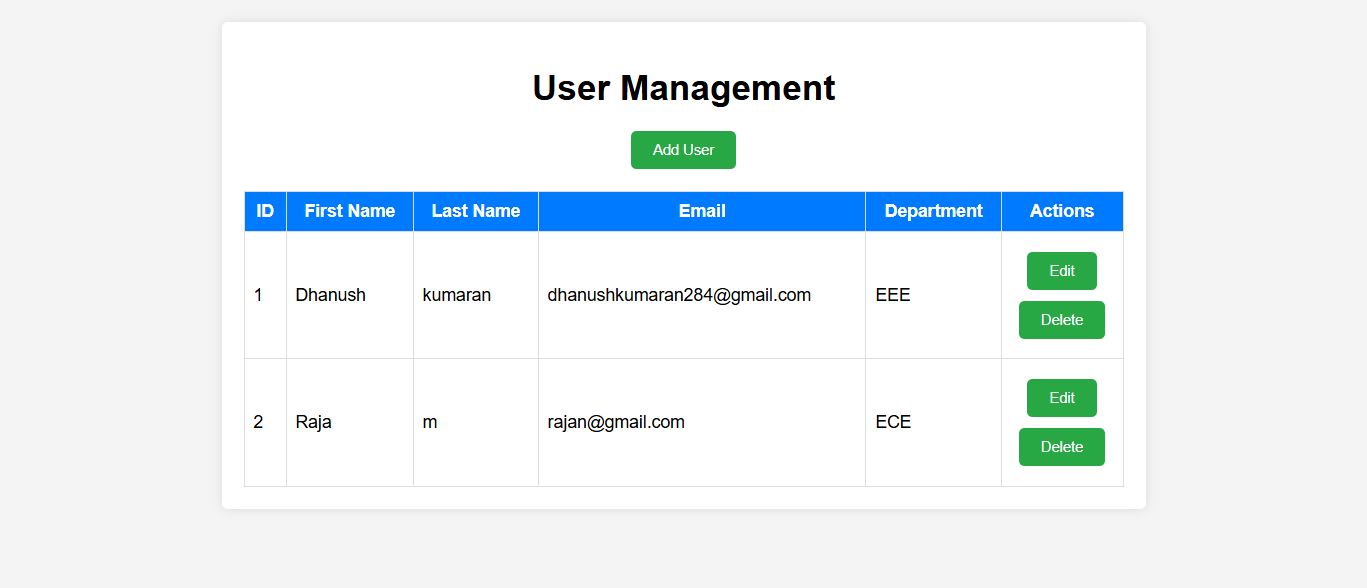 User Management
Add User
ID First Name Last Name Email Department Actions
1 Dhanush kumaran dhanushkumaran284@gmail.com EEE Edit
Delete
2 Raja m rajan@gmail.com ECE Edit
Delete